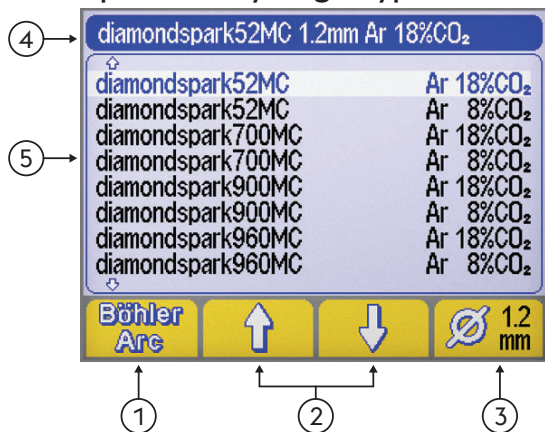 ④ diamondspark52MC 1.2mm Ar 18%CO₂
diamondspark52MC Ar 18%CO₂
diamondspark52MC Ar 8%CO₂
diamondspark700MC Ar 18%CO₂
⑤ diamondspark700MC Ar 8%CO₂
diamondspark900MC Ar 18%CO₂
diamondspark900MC Ar 8%CO₂
diamondspark960MC Ar 18%CO₂
diamondspark960MC Ar 8%CO₂
Böhler
Arc
Ø 1.2
mm
① ② ③